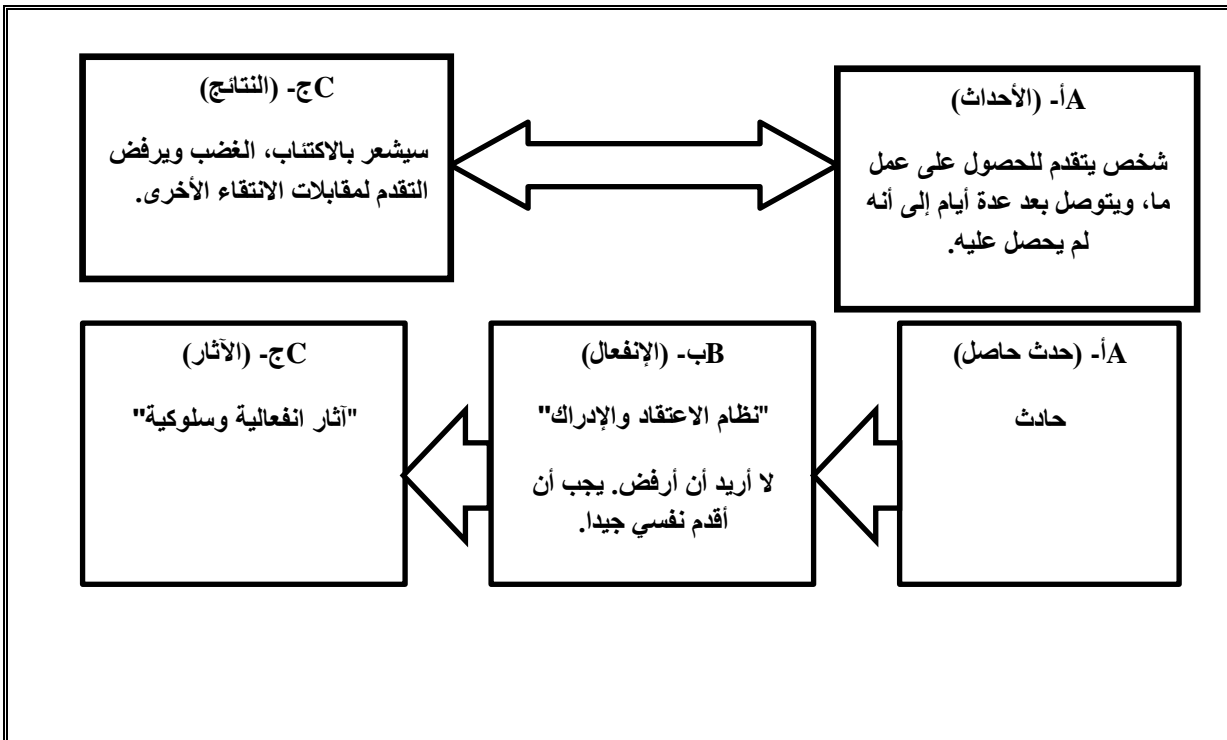 Aأ- (الأحداث)
شخص يتقدم للحصول على عمل
ما، ويتوصل بعد عدة أيام إلى أنه
لم يحصل عليه.
Cج- (النتائج)
سيشعر بالاكتئاب، الغضب ويرفض
التقدم لمقابلات الانتقاء الأخرى.
Aأ- (حدث حاصل)
حادث
Bب- (الإنفعال)
"نظام الاعتقاد والإدراك"
لا أريد أن أرفض. يجب أن
أقدم نفسي جيدا.
Cج- (الآثار)
"آثار انفعالية وسلوكية"